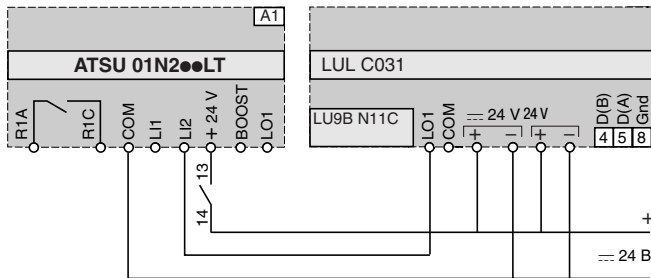 A1
ATSU 01N2●●LT
R1A
R1C
COM
LI1
LI2
+ 24 V
BOOST
LO1
13
14
LUL C031
LU9B N11C
LO1
COM
⎓ 24 V 24 V
+ − + −
D(B)
D(A)
Gnd
4 5 8
+
⎓ 24 В